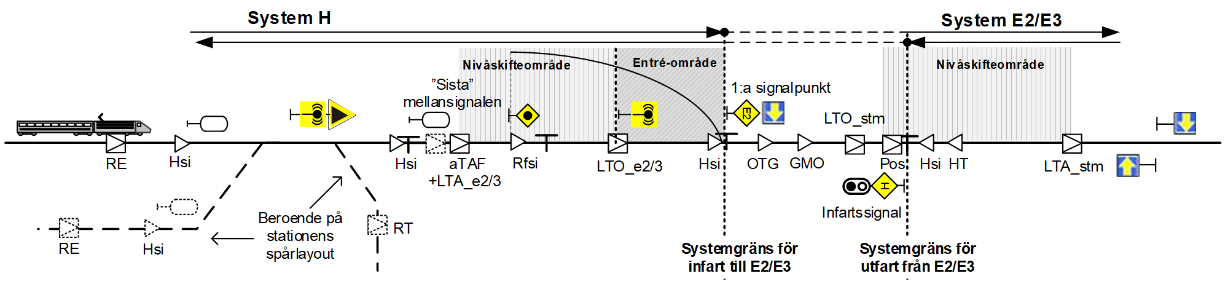 System H
System E2/E3
Nivåskifteområde
Entré-område
Nivåskifteområde
”Sista”
mellansignalen
1:a signalpunkt
E2
LTO_stm
RE
Hsi
Hsi
aTAF
+LTA_e2/3
Rfsi
LTO_e2/3
Hsi
OTG
GMO
Pos
Hsi
HT
LTA_stm
H
Infartssignal
RE
Hsi
Beroende på
stationens
spårlayout
RT
Systemgräns för
infart till E2/E3
Systemgräns för
utfart från E2/E3